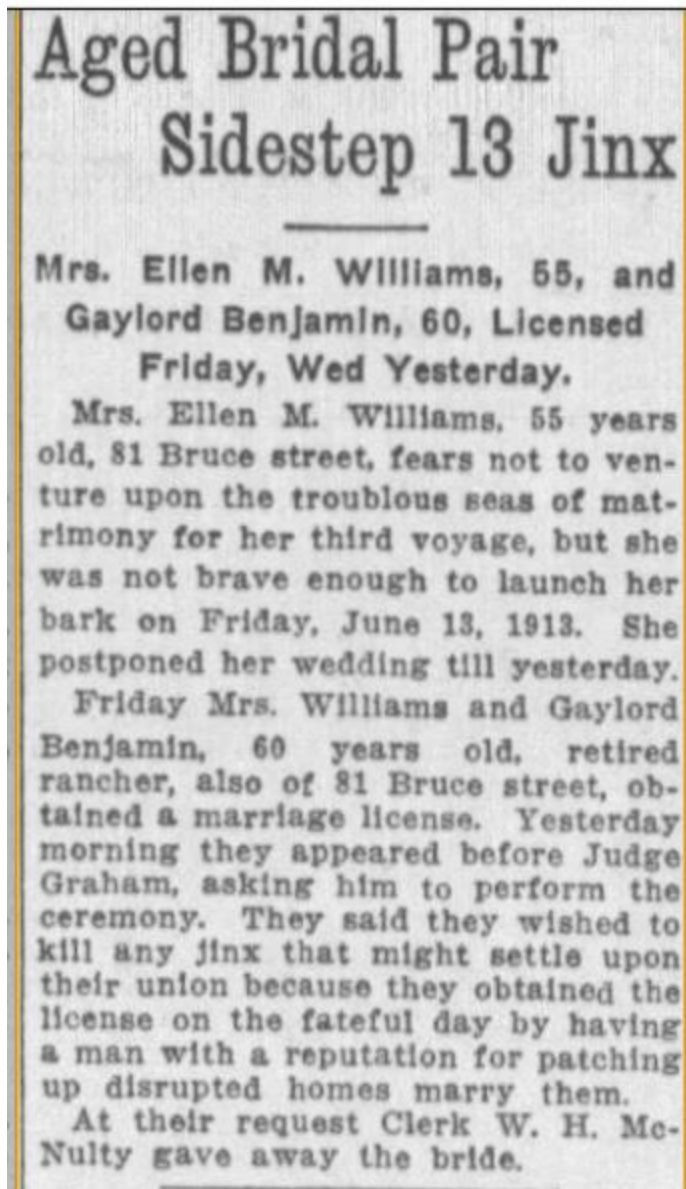 Aged Bridal Pair
Sidestep 13 Jinx
Mrs. Ellen M. Williams, 55, and
Gaylord Benjamin, 60, Licensed
Friday, Wed Yesterday.
Mrs. Ellen M. Williams, 55 years
old, 81 Bruce street, fears not to ven-
ture upon the troublous seas of mat-
rimony for her third voyage, but she
was not brave enough to launch her
bark on Friday, June 13, 1913. She
postponed her wedding till yesterday.
Friday Mrs. Williams and Gaylord
Benjamin, 60 years old, retired
rancher, also of 81 Bruce street, ob-
tained a marriage license. Yesterday
morning they appeared before Judge
Graham, asking him to perform the
ceremony. They said they wished to
kill any jinx that might settle upon
their union because they obtained the
license on the fateful day by having
a man with a reputation for patching
up disrupted homes marry them.
At their request Clerk W. H. Mc-
Nulty gave away the bride.